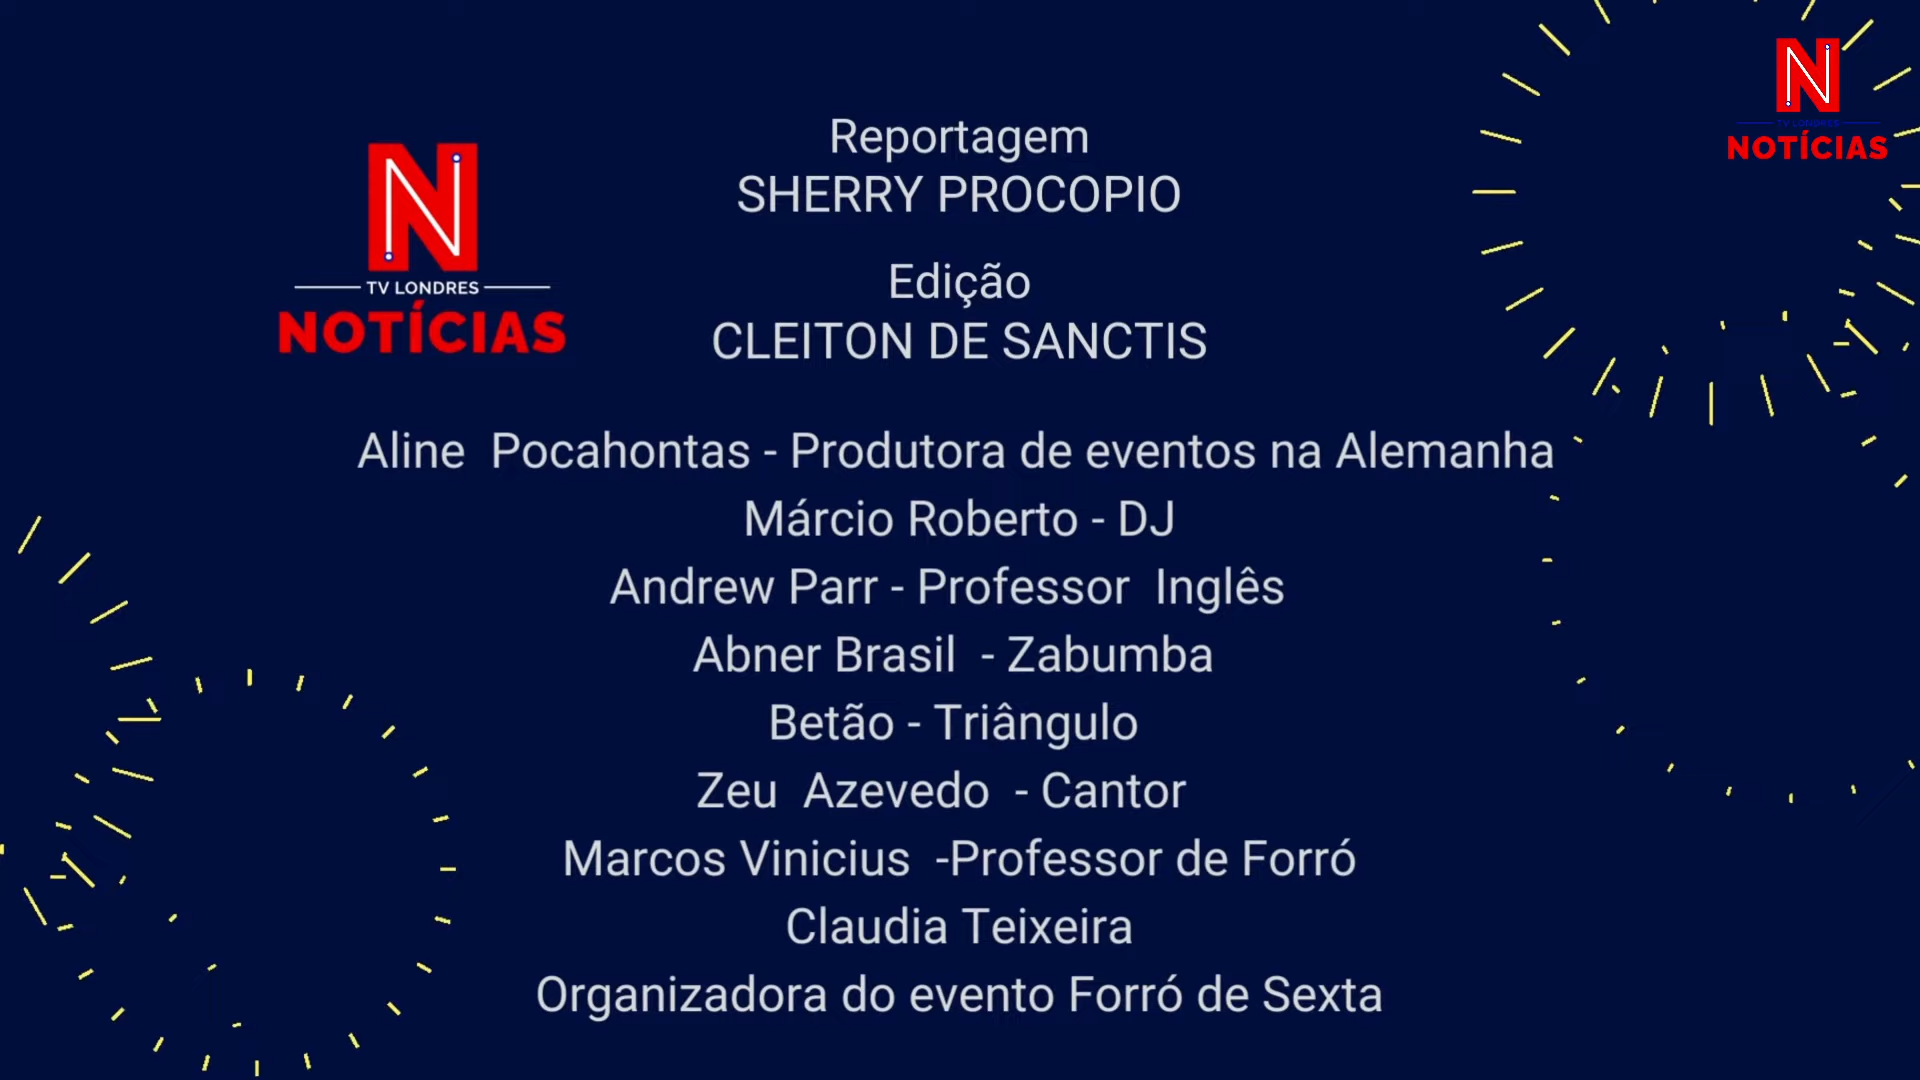 N
TV LONDRES
NOTÍCIAS
Reportagem
SHERRY PROCOPIO
Edição
CLEITON DE SANCTIS
N
TV LONDRES
NOTÍCIAS
Aline Pocahontas - Produtora de eventos na Alemanha
Márcio Roberto - DJ
Andrew Parr - Professor Inglês
Abner Brasil - Zabumba
Betão - Triângulo
Zeu Azevedo - Cantor
Marcos Vinicius -Professor de Forró
Claudia Teixeira
Organizadora do evento Forró de Sexta